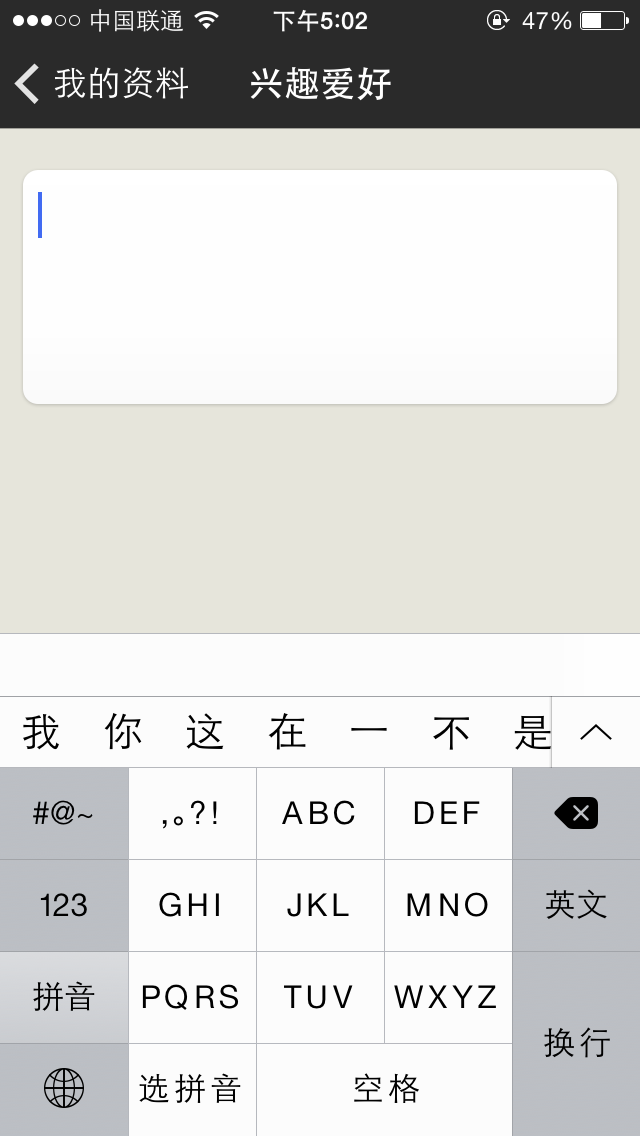 中国联通 下午5:02 47%
我的资料 兴趣爱好
我 你 这 在 一 不 是
#@~ ,。?! ABC DEF
123 GHI JKL MNO 英文
拼音 PQRS TUV WXYZ
换行
选拼音 空格